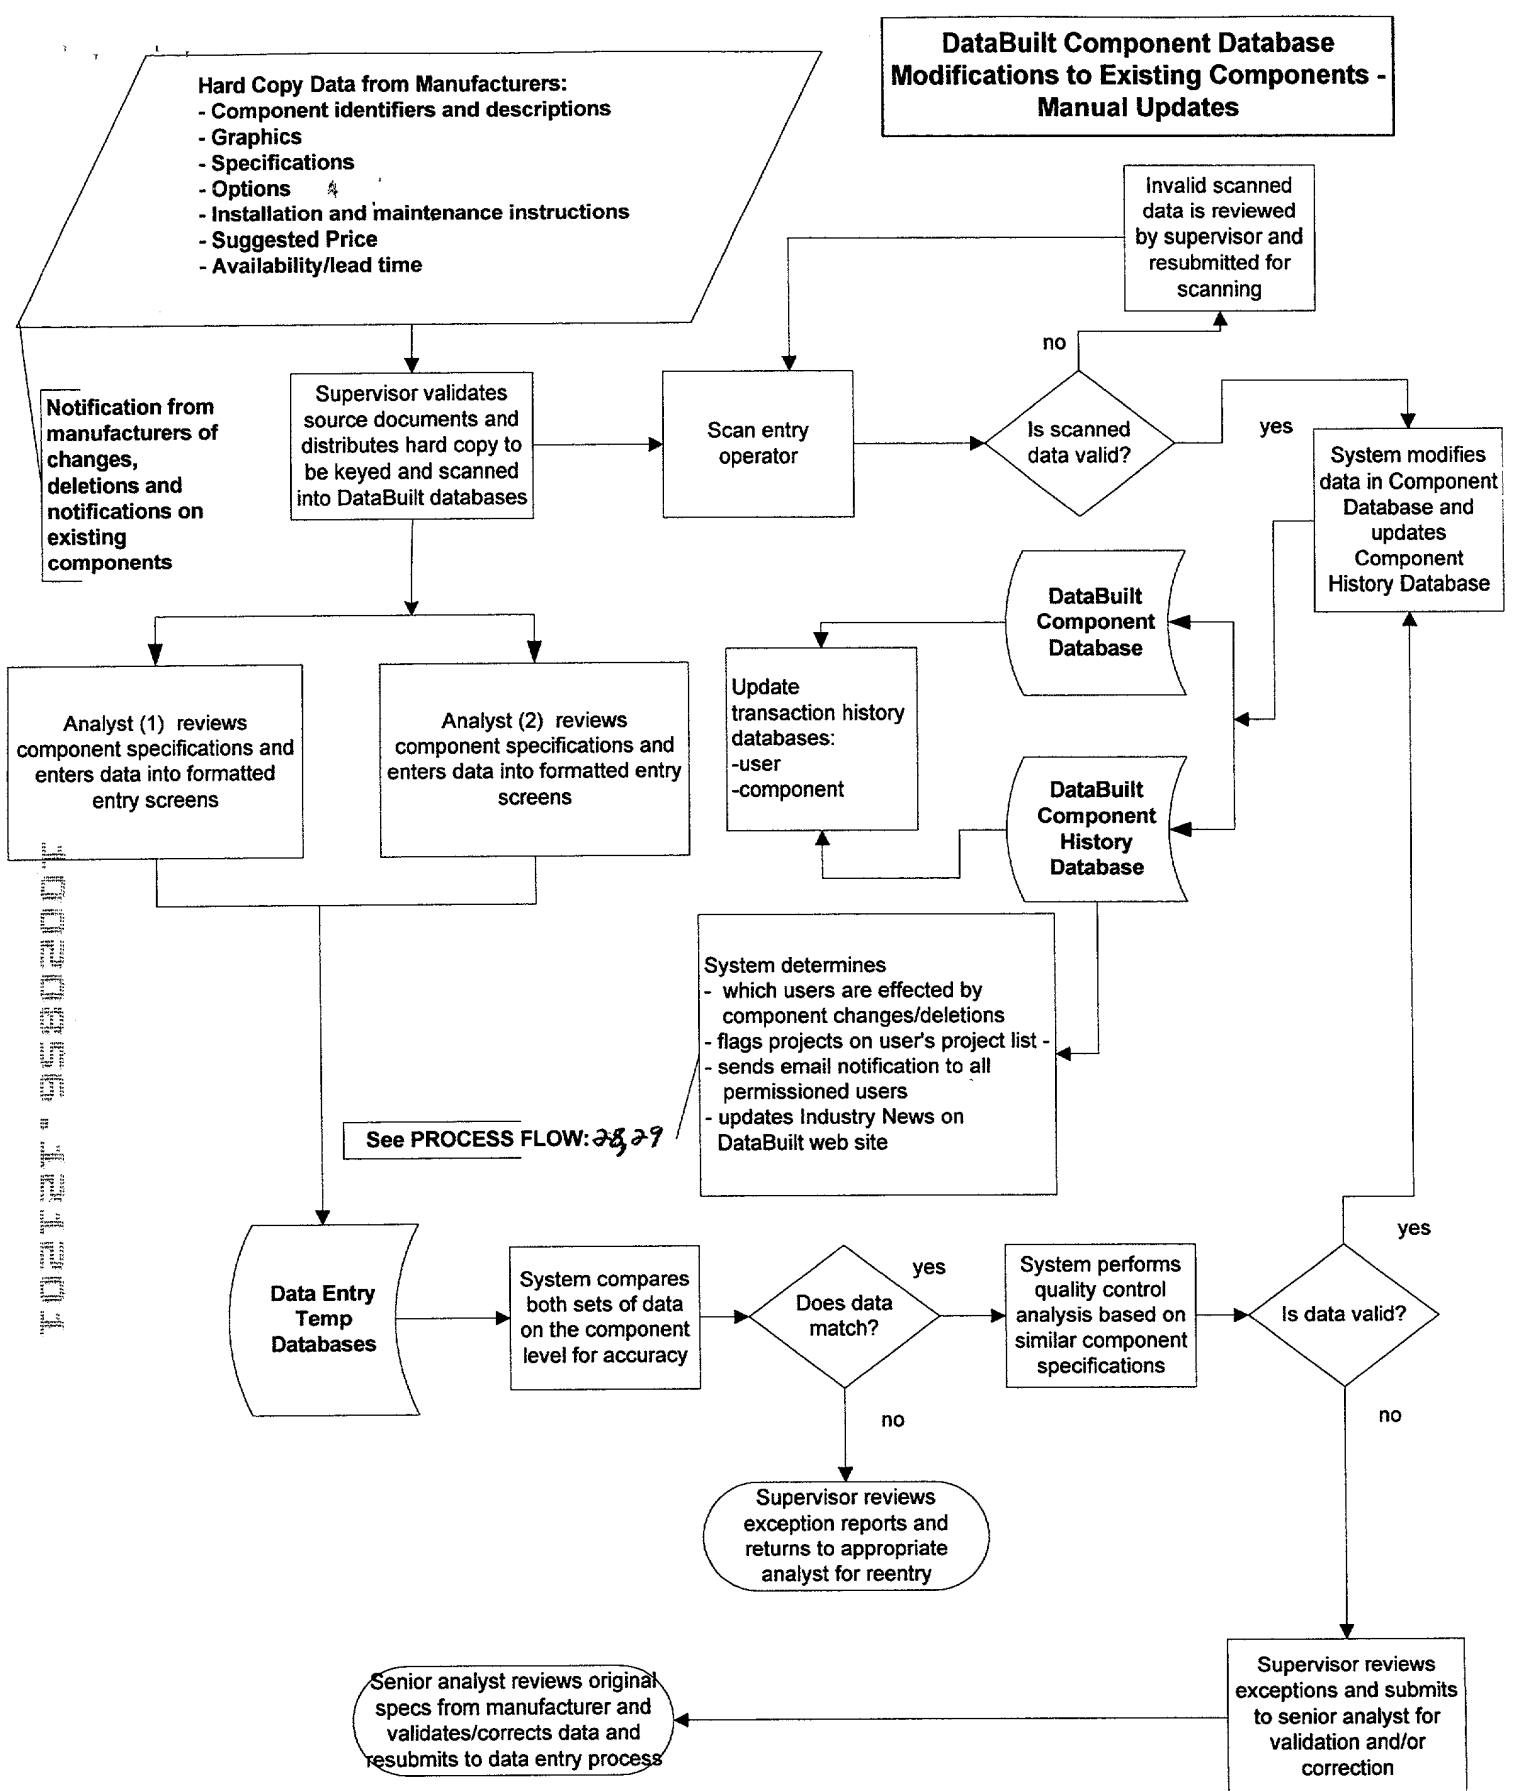 DataBuilt Component Database
Modifications to Existing Components -
Manual Updates
Hard Copy Data from Manufacturers:
- Component identifiers and descriptions
- Graphics
- Specifications
- Options
- Installation and maintenance instructions
- Suggested Price
- Availability/lead time
Invalid scanned
data is reviewed
by supervisor and
resubmitted for
scanning
no
Notification from
manufacturers of
changes,
deletions and
notifications on
existing
components
Supervisor validates
source documents and
distributes hard copy to
be keyed and scanned
into DataBuilt databases
Scan entry
operator
Is scanned
data valid?
yes
System modifies
data in Component
Database and
updates
Component
History Database
DataBuilt
Component
Database
Update
transaction history
databases:
-user
-component
DataBuilt
Component
History
Database
Analyst (1) reviews
component specifications and
enters data into formatted
entry screens
Analyst (2) reviews
component specifications and
enters data into formatted entry
screens
System determines
- which users are effected by
component changes/deletions
- flags projects on user's project list -
- sends email notification to all
permissioned users
- updates Industry News on
DataBuilt web site
See PROCESS FLOW: 28, 29
Data Entry
Temp
Databases
System compares
both sets of data
on the component
level for accuracy
Does data
match?
yes
System performs
quality control
analysis based on
similar component
specifications
Is data valid?
yes
no
no
Supervisor reviews
exception reports and
returns to appropriate
analyst for reentry
Supervisor reviews
exceptions and submits
to senior analyst for
validation and/or
correction
Senior analyst reviews original
specs from manufacturer and
validates/corrects data and
resubmits to data entry process